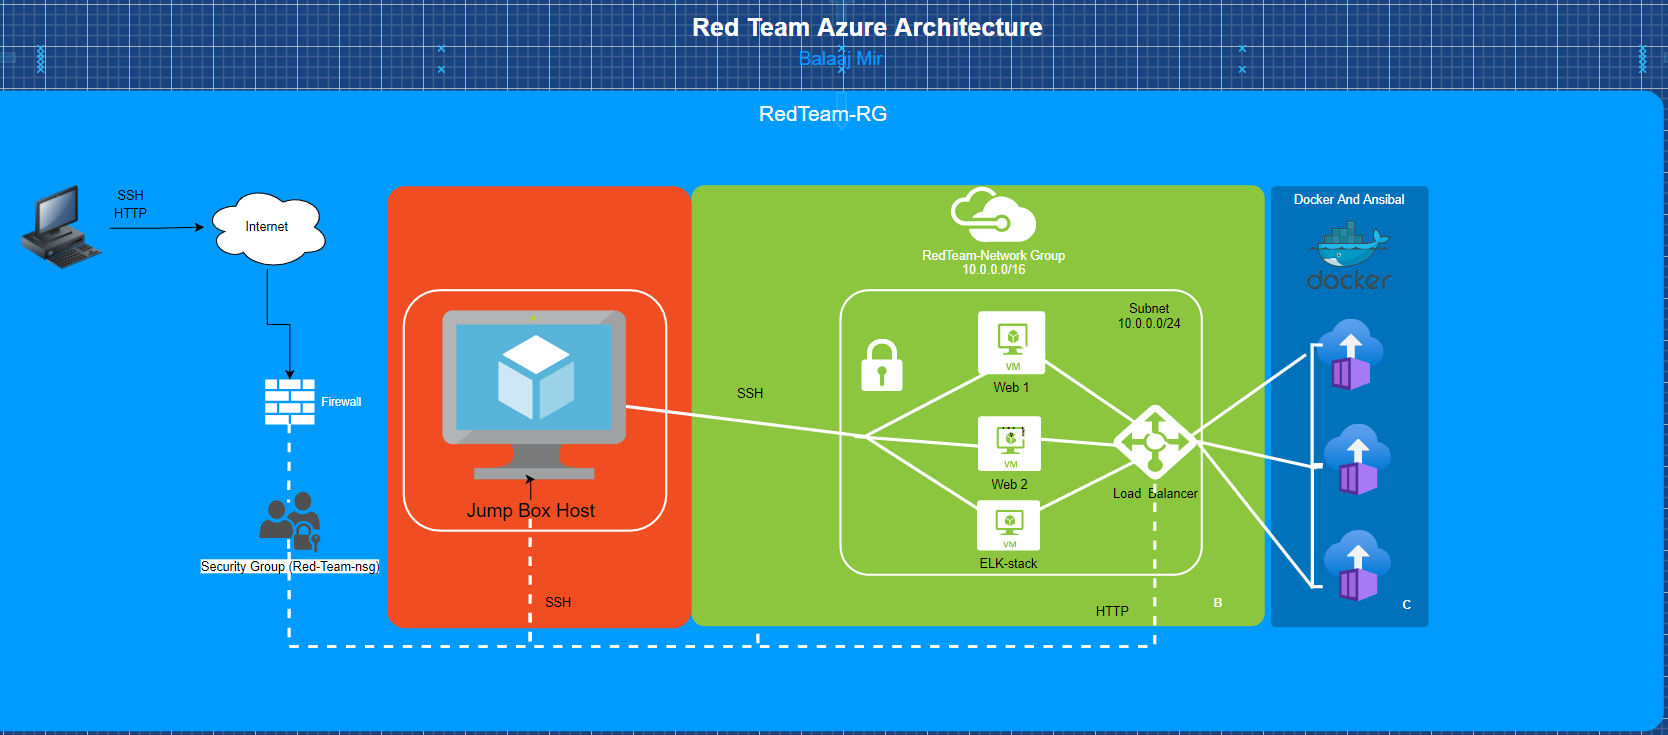 Red Team Azure Architecture
Balaaj Mir
RedTeam-RG
SSH
HTTP
Internet
Firewall
Security Group (Red-Team-nsg)
Jump Box Host
SSH
SSH
RedTeam-Network Group
10.0.0.0/16
Subnet
10.0.0.0/24
VM
Web 1
VM
Web 2
VM
ELK-stack
Load Balancer
HTTP
B
Docker And Ansibal
docker
C